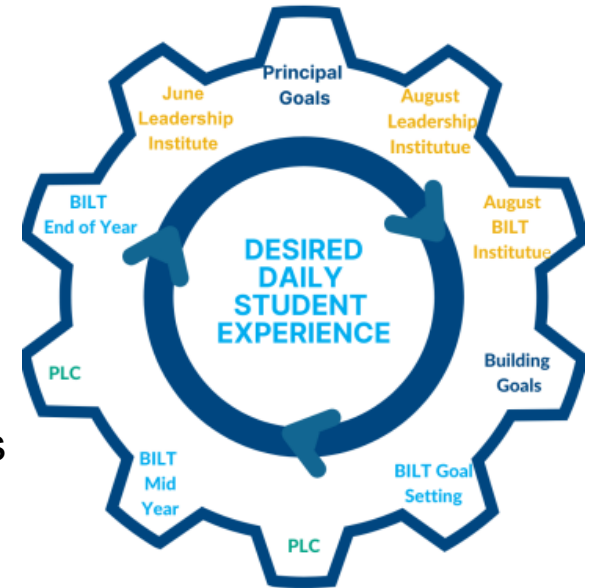 Principal
Goals
August
Leadership
Institutue
August
BILT
Institutue
Building
Goals
BILT Goal
Setting
PLC
BILT
Mid
Year
PLC
BILT
End of Year
June
Leadership
Institute
DESIRED
DAILY
STUDENT
EXPERIENCE
s